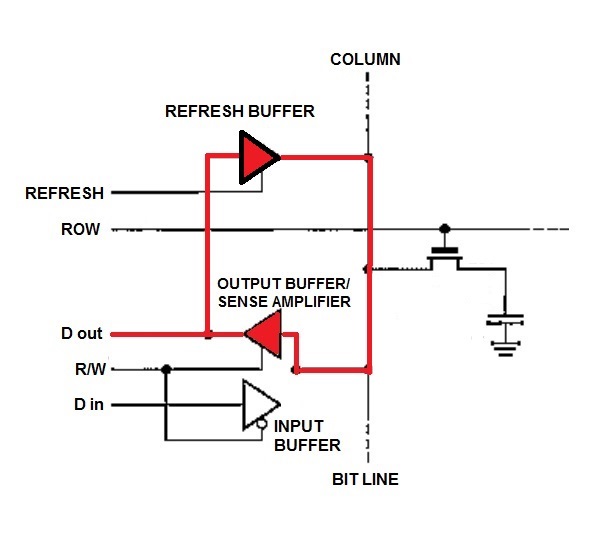 COLUMN
REFRESH BUFFER
REFRESH
ROW
OUTPUT BUFFER/
SENSE AMPLIFIER
D out
R/W
D in
INPUT
BUFFER
BIT LINE